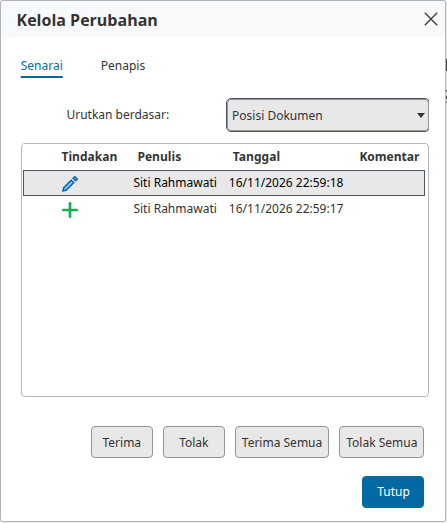 Kelola Perubahan
Senarai Penapis
Urutkan berdasar: Posisi Dokumen
Tindakan Penulis Tanggal Komentar
Siti Rahmawati 16/11/2026 22:59:18
Siti Rahmawati 16/11/2026 22:59:17
Terima Tolak Terima Semua Tolak Semua
Tutup